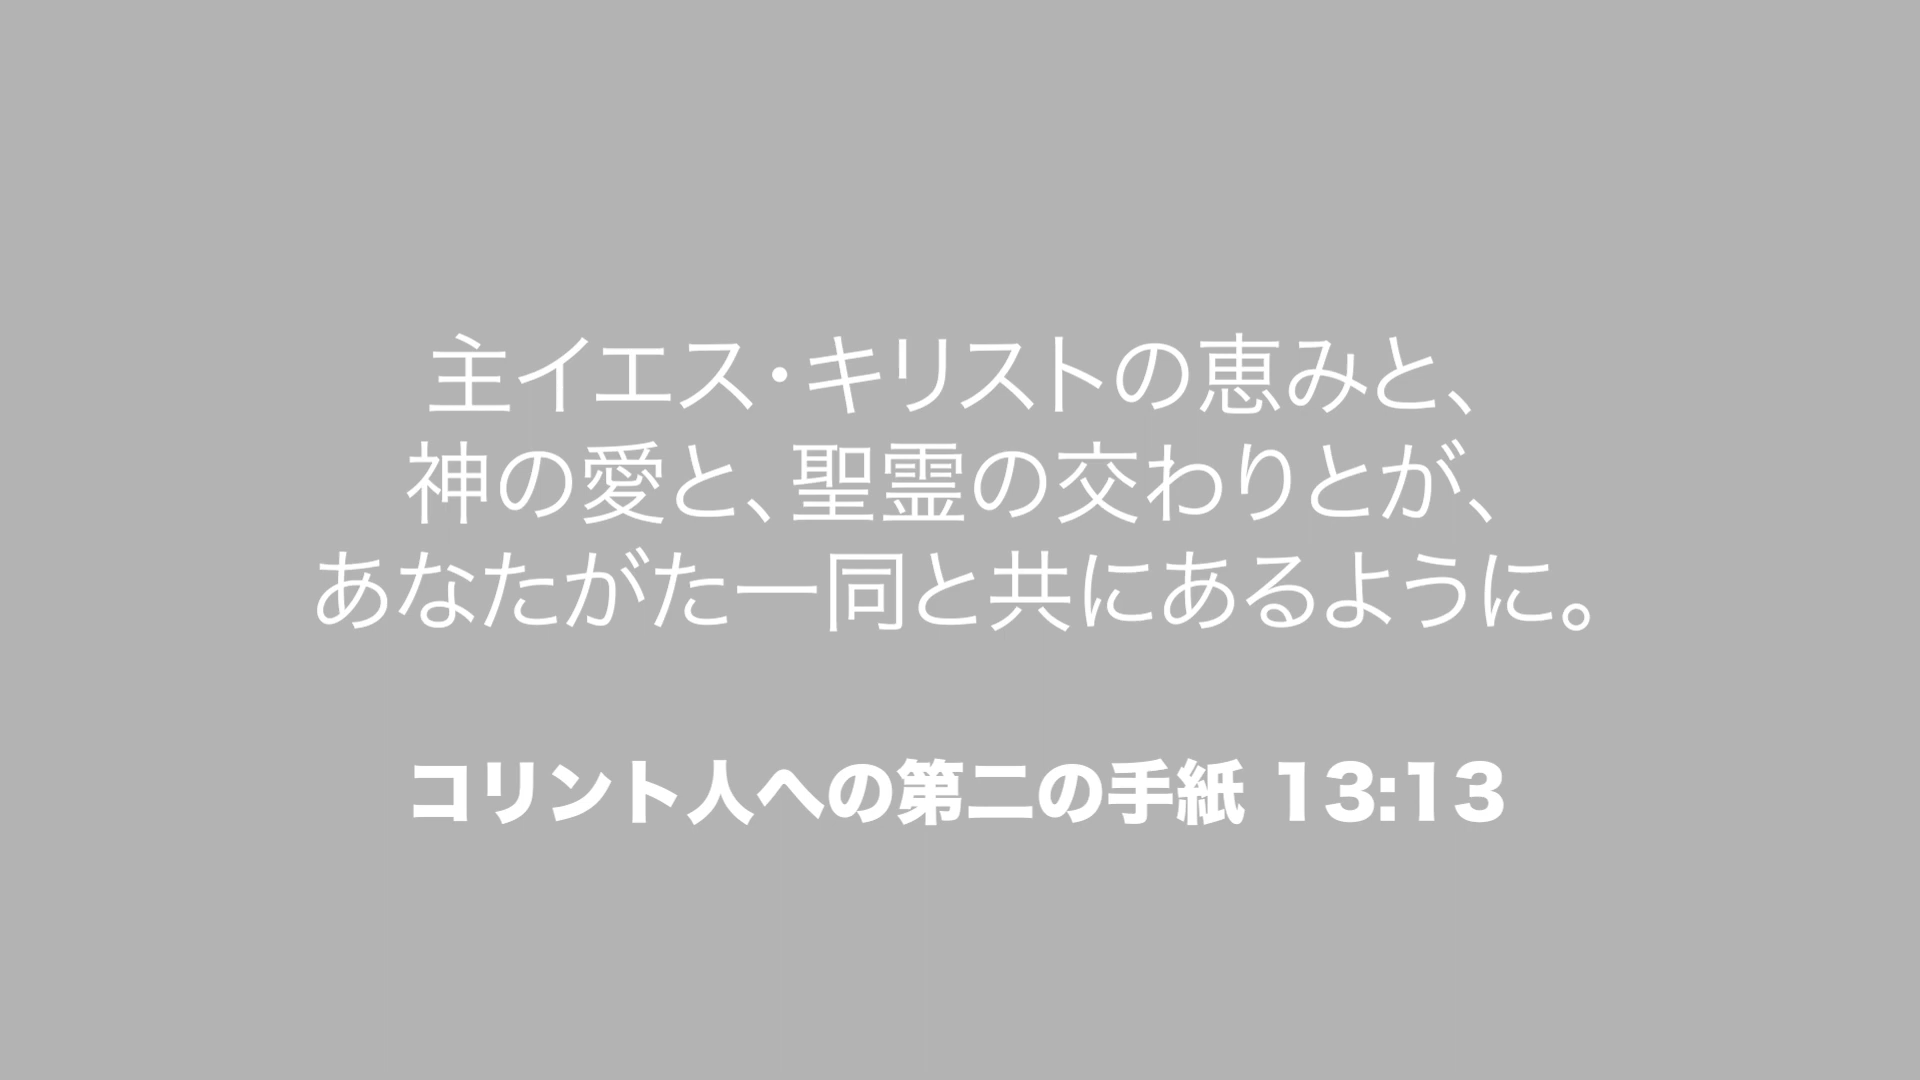 主イエス・キリストの恵みと、
神の愛と、聖霊の交わりとが、
あなたがた一同と共にあるように。
コリント人への第二の手紙 13:13